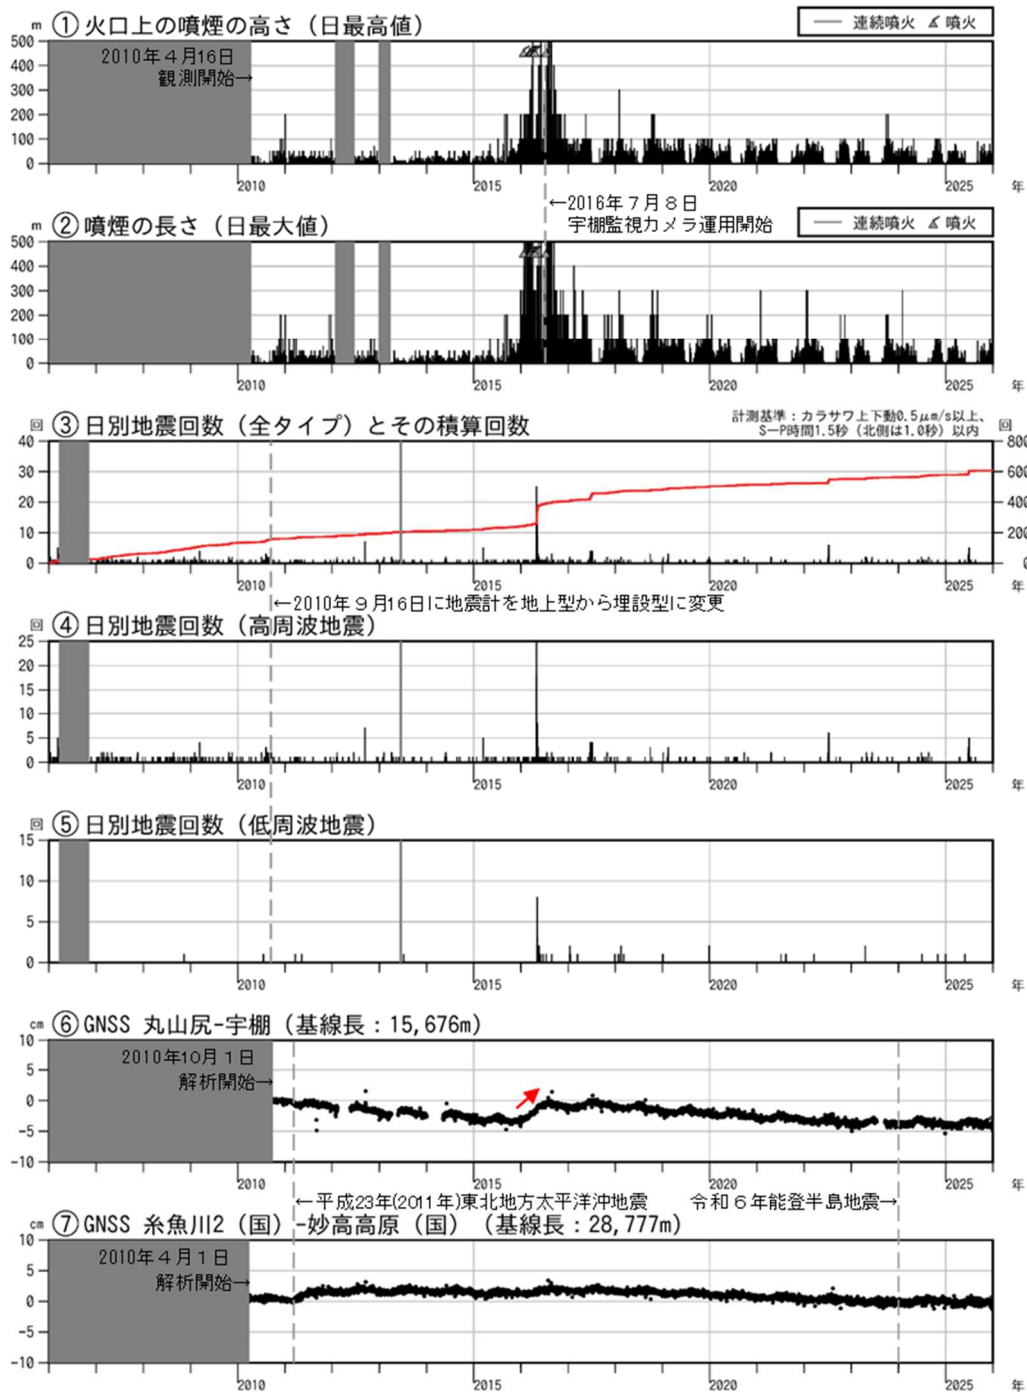 m ①火口上の噴煙の高さ（日最高値） — 連続噴火 ∡ 噴火
500
400
300
200
100
0
2010年４月16日
観測開始→
2010 2015 2020 2025 年
←2016年７月８日
宇棚監視カメラ運用開始
m ②噴煙の長さ（日最大値） — 連続噴火 ∡ 噴火
500
400
300
200
100
0
2010 2015 2020 2025 年
回 ③日別地震回数（全タイプ）とその積算回数
計測基準：カラサワ上下動0.5μm/s以上、
S−P時間1.5秒（北側は1.0秒）以内 回
40 800
30 600
20 400
10 200
0 0
2010 2015 2020 2025 年
←2010年９月16日に地震計を地上型から埋設型に変更
回 ④日別地震回数（高周波地震）
25
20
15
10
5
0
2010 2015 2020 2025 年
回 ⑤日別地震回数（低周波地震）
15
10
5
0
2010 2015 2020 2025 年
cm ⑥GNSS 丸山尻-宇棚（基線長：15,676m）
10
5
0
-5
-10
2010年10月１日
解析開始→
2010 2015 2020 2025 年
←平成23年(2011年)東北地方太平洋沖地震 令和６年能登半島地震→
cm ⑦GNSS 糸魚川2（国）-妙高高原（国）（基線長：28,777m）
10
5
0
-5
-10
2010年４月１日
解析開始→
2010 2015 2020 2025 年